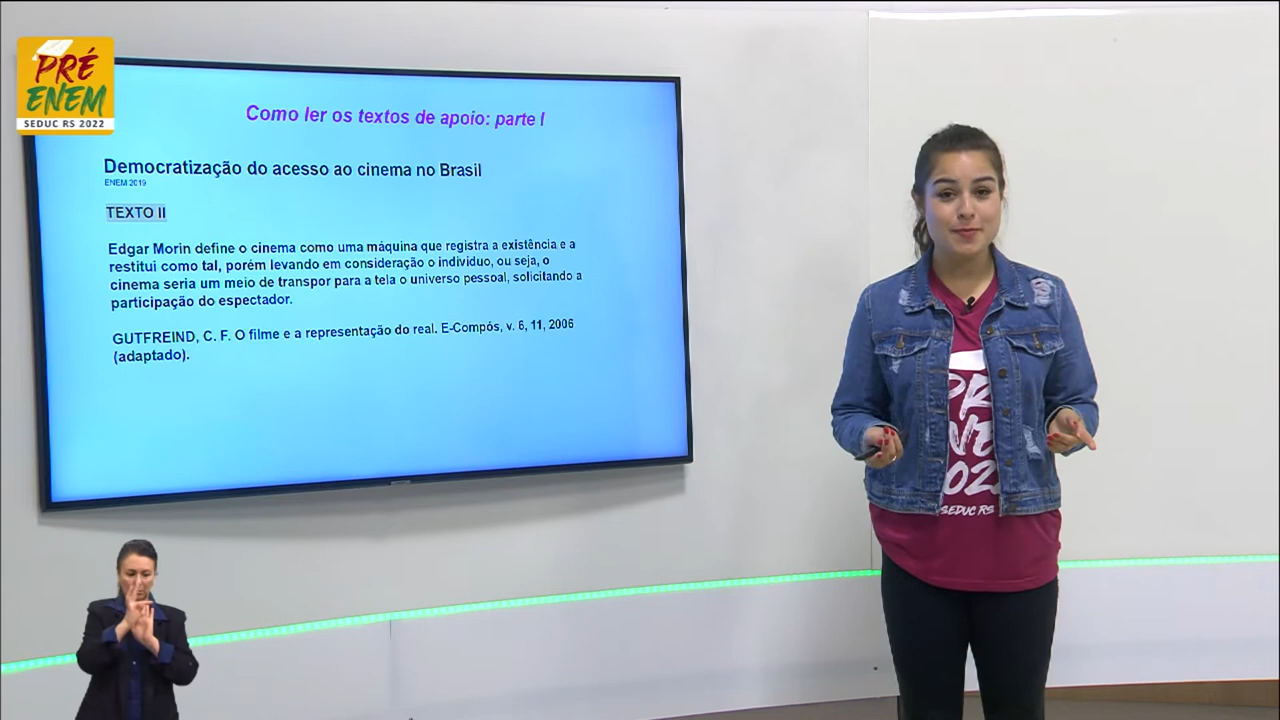 PRÉ
ENEM
SEDUC RS 2022
Como ler os textos de apoio: parte I
Democratização do acesso ao cinema no Brasil
ENEM 2019
TEXTO II
Edgar Morin define o cinema como uma máquina que registra a existência e a
restitui como tal, porém levando em consideração o indivíduo, ou seja, o
cinema seria um meio de transpor para a tela o universo pessoal, solicitando a
participação do espectador.
GUTFREIND, C. F. O filme e a representação do real. E-Compós, v. 6, 11, 2006
(adaptado).
SEDUC RS